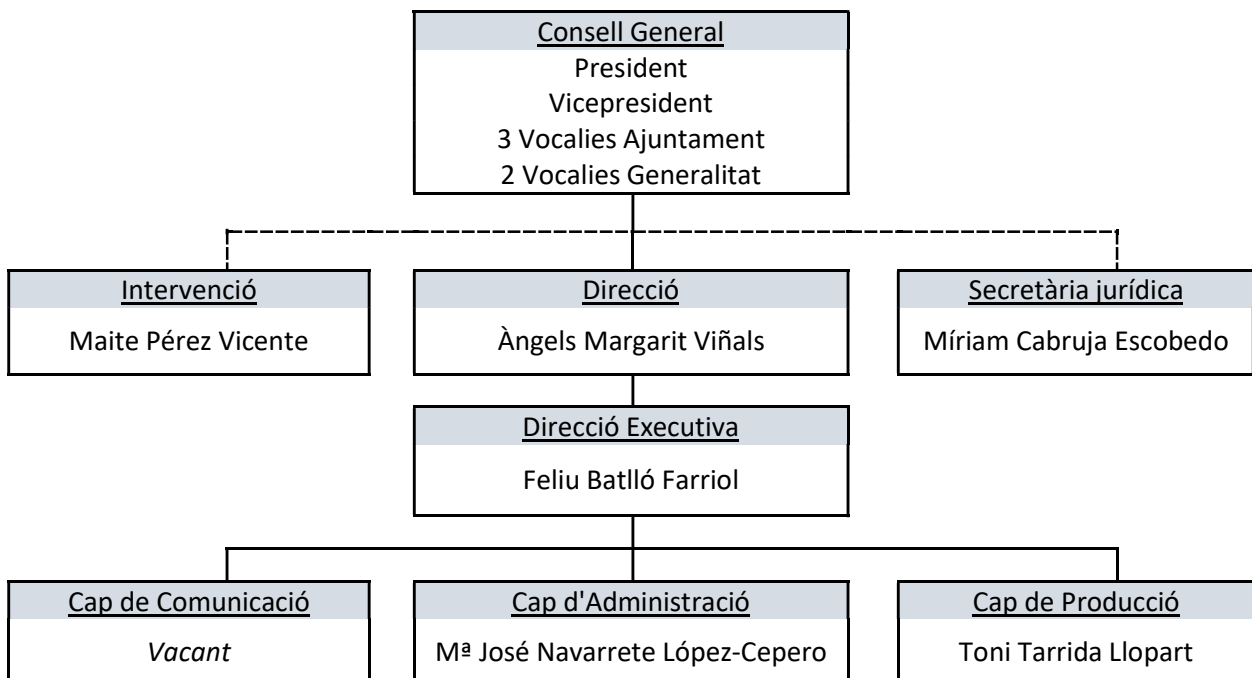 Consell General
President
Vicepresident
3 Vocalies Ajuntament
2 Vocalies Generalitat
Intervenció
Maite Pérez Vicente
Direcció
Àngels Margarit Viñals
Secretària jurídica
Míriam Cabruja Escobedo
Direcció Executiva
Feliu Batlló Farriol
Cap de Comunicació
Vacant
Cap d'Administració
Mª José Navarrete López-Cepero
Cap de Producció
Toni Tarrida Llopart